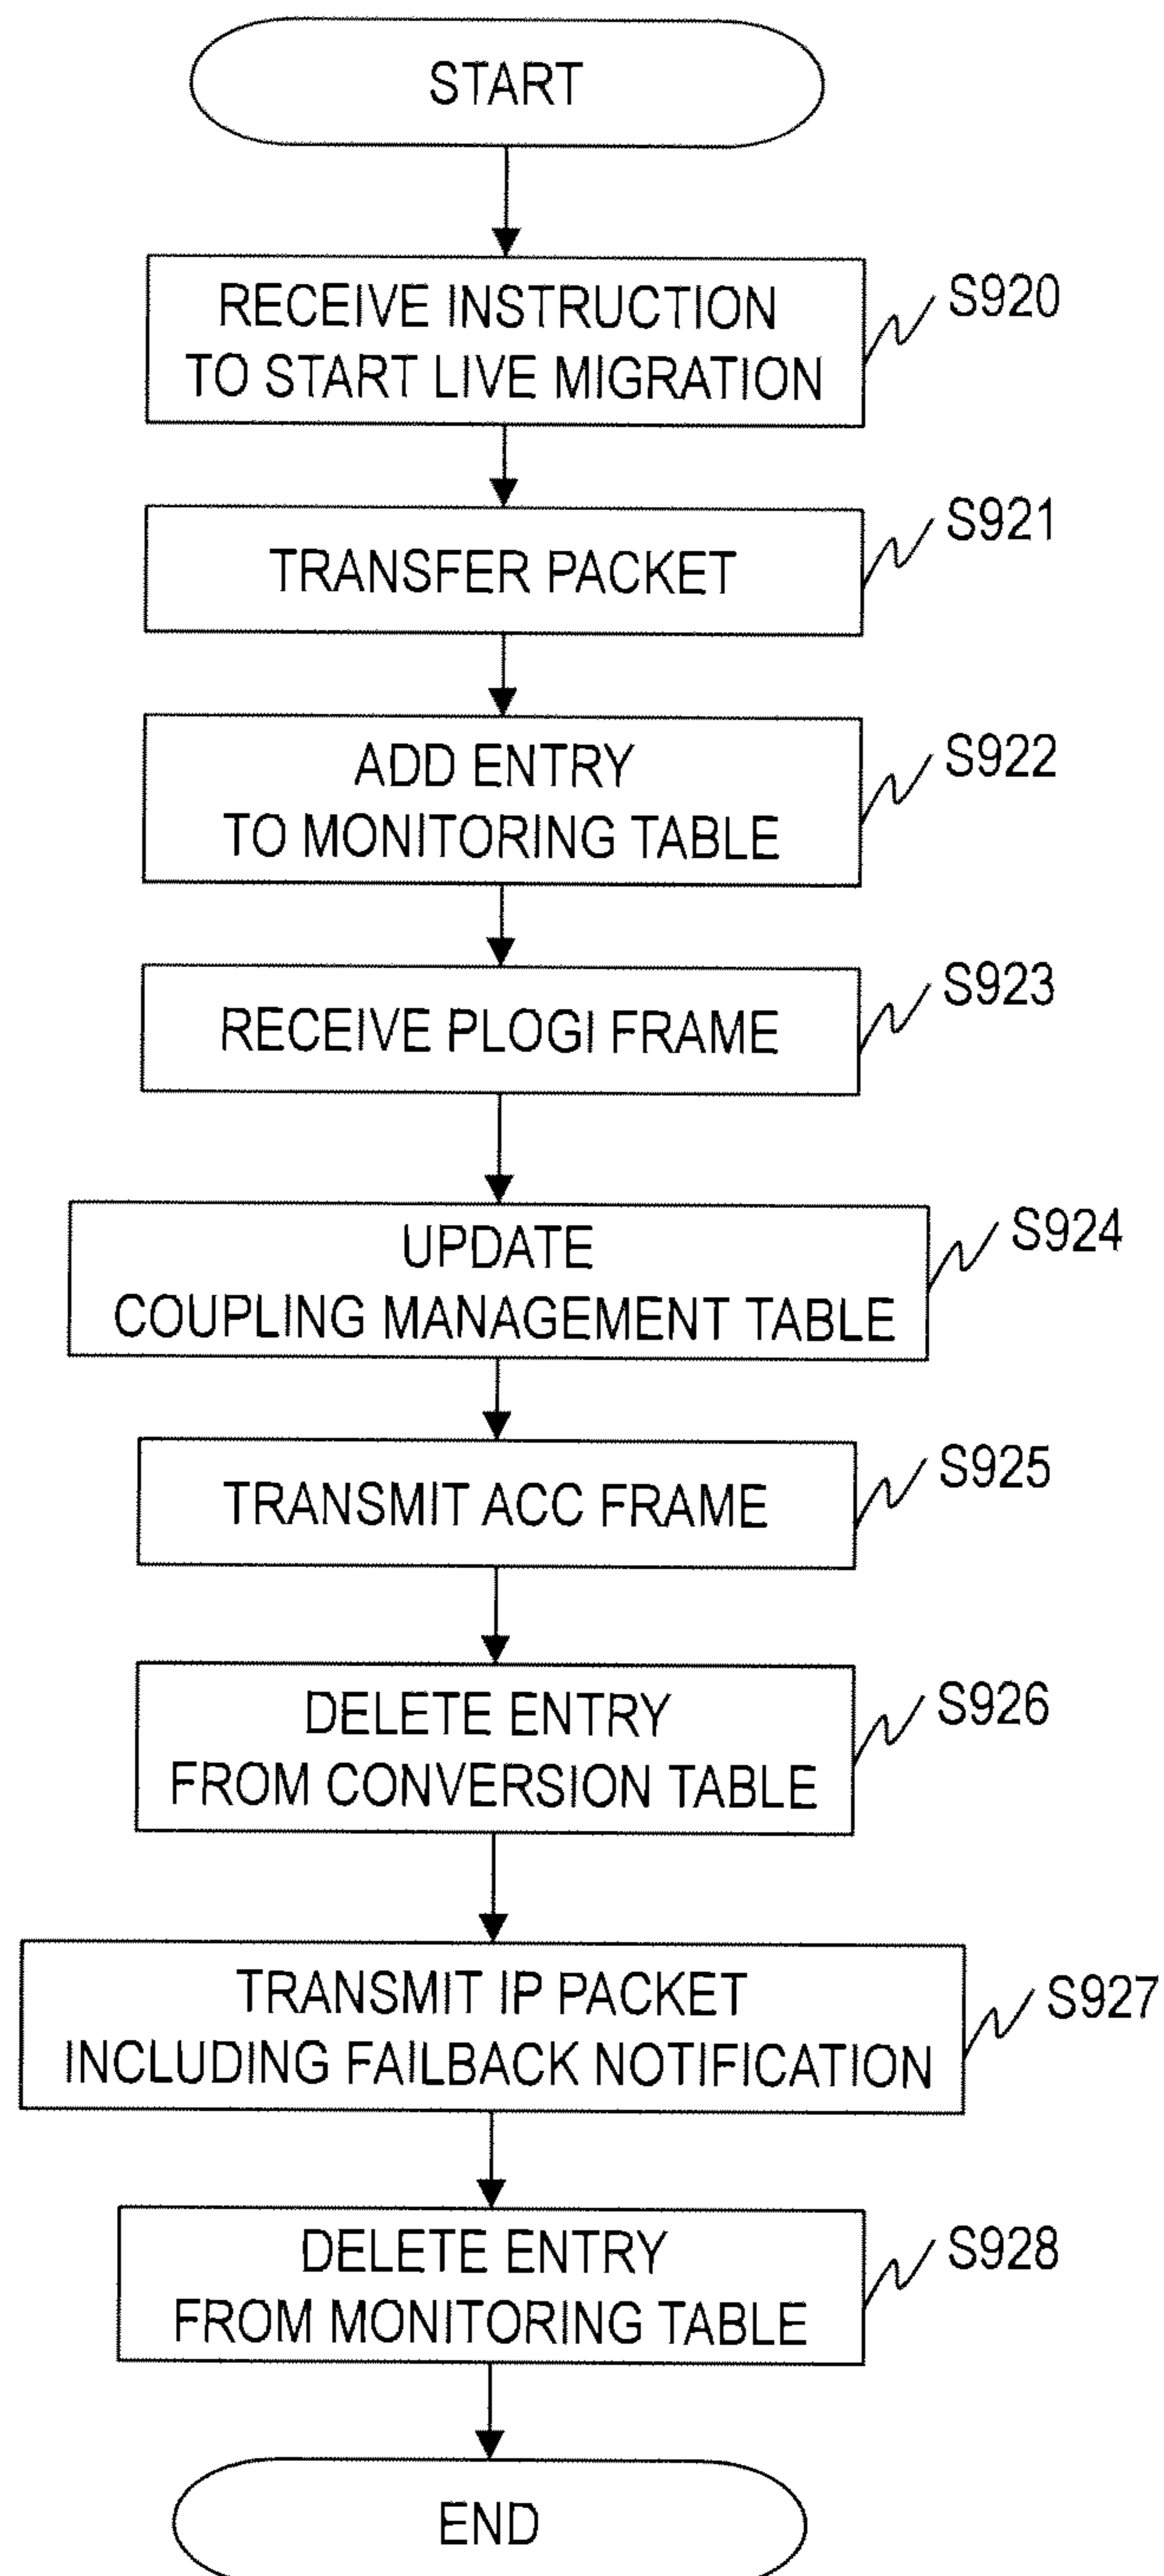 START
RECEIVE INSTRUCTION
TO START LIVE MIGRATION
S920
TRANSFER PACKET
S921
ADD ENTRY
TO MONITORING TABLE
S922
RECEIVE PLOGI FRAME
S923
UPDATE
COUPLING MANAGEMENT TABLE
S924
TRANSMIT ACC FRAME
S925
DELETE ENTRY
FROM CONVERSION TABLE
S926
TRANSMIT IP PACKET
INCLUDING FAILBACK NOTIFICATION
S927
DELETE ENTRY
FROM MONITORING TABLE
S928
END